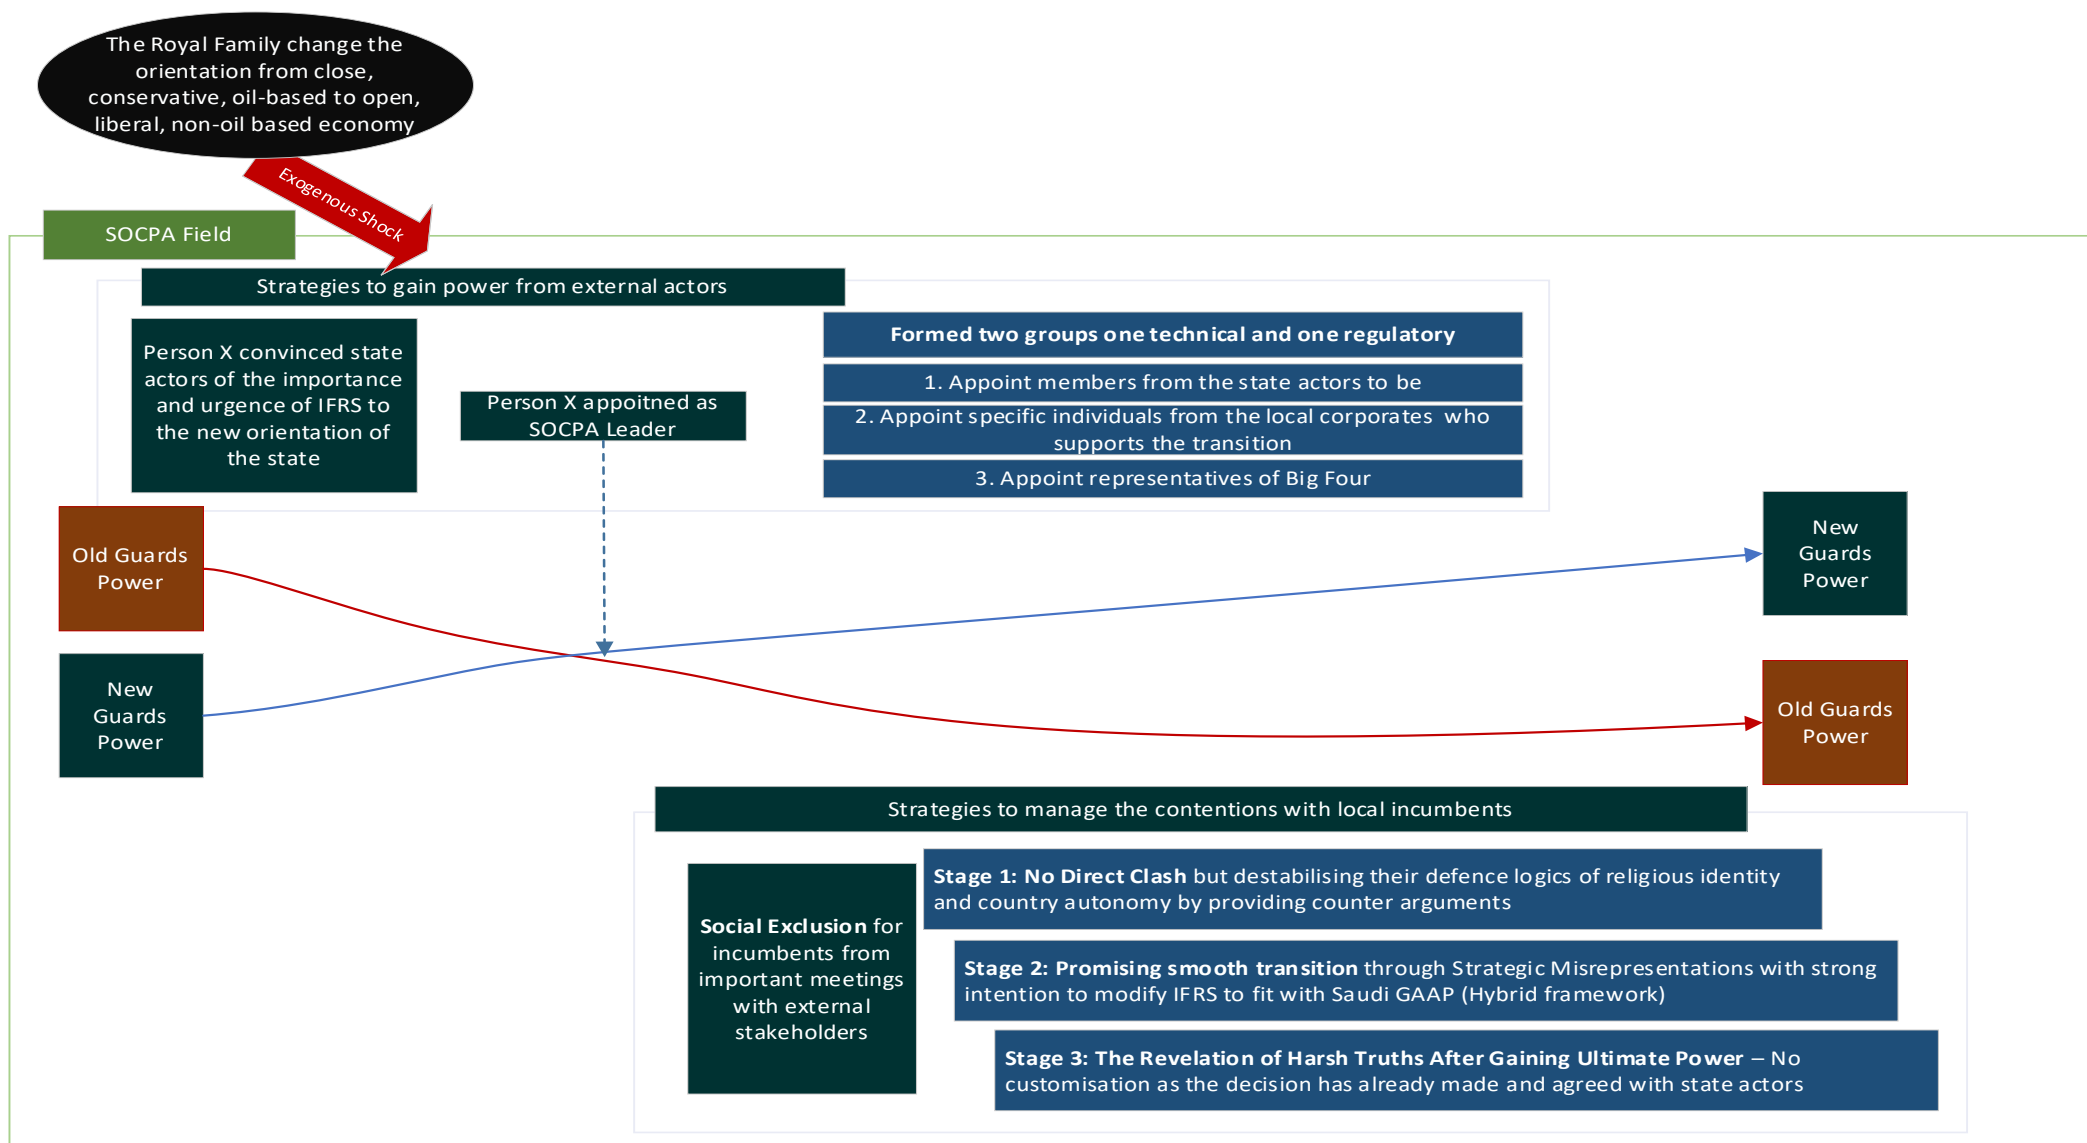 The Royal Family change the
orientation from close,
conservative, oil-based to open,
liberal, non-oil based economy
Exogenous Shock
SOCPA Field
Strategies to gain power from external actors
Person X convinced state
actors of the importance
and urgence of IFRS to
the new orientation of
the state
Person X appoitned as
SOCPA Leader
Formed two groups one technical and one regulatory
1. Appoint members from the state actors to be
2. Appoint specific individuals from the local corporates who
supports the transition
3. Appoint representatives of Big Four
Old Guards
Power
New
Guards
Power
New
Guards
Power
Old Guards
Power
Strategies to manage the contentions with local incumbents
Social Exclusion for
incumbents from
important meetings
with external
stakeholders
Stage 1: No Direct Clash but destabilising their defence logics of religious identity
and country autonomy by providing counter arguments
Stage 2: Promising smooth transition through Strategic Misrepresentations with strong
intention to modify IFRS to fit with Saudi GAAP (Hybrid framework)
Stage 3: The Revelation of Harsh Truths After Gaining Ultimate Power – No
customisation as the decision has already made and agreed with state actors